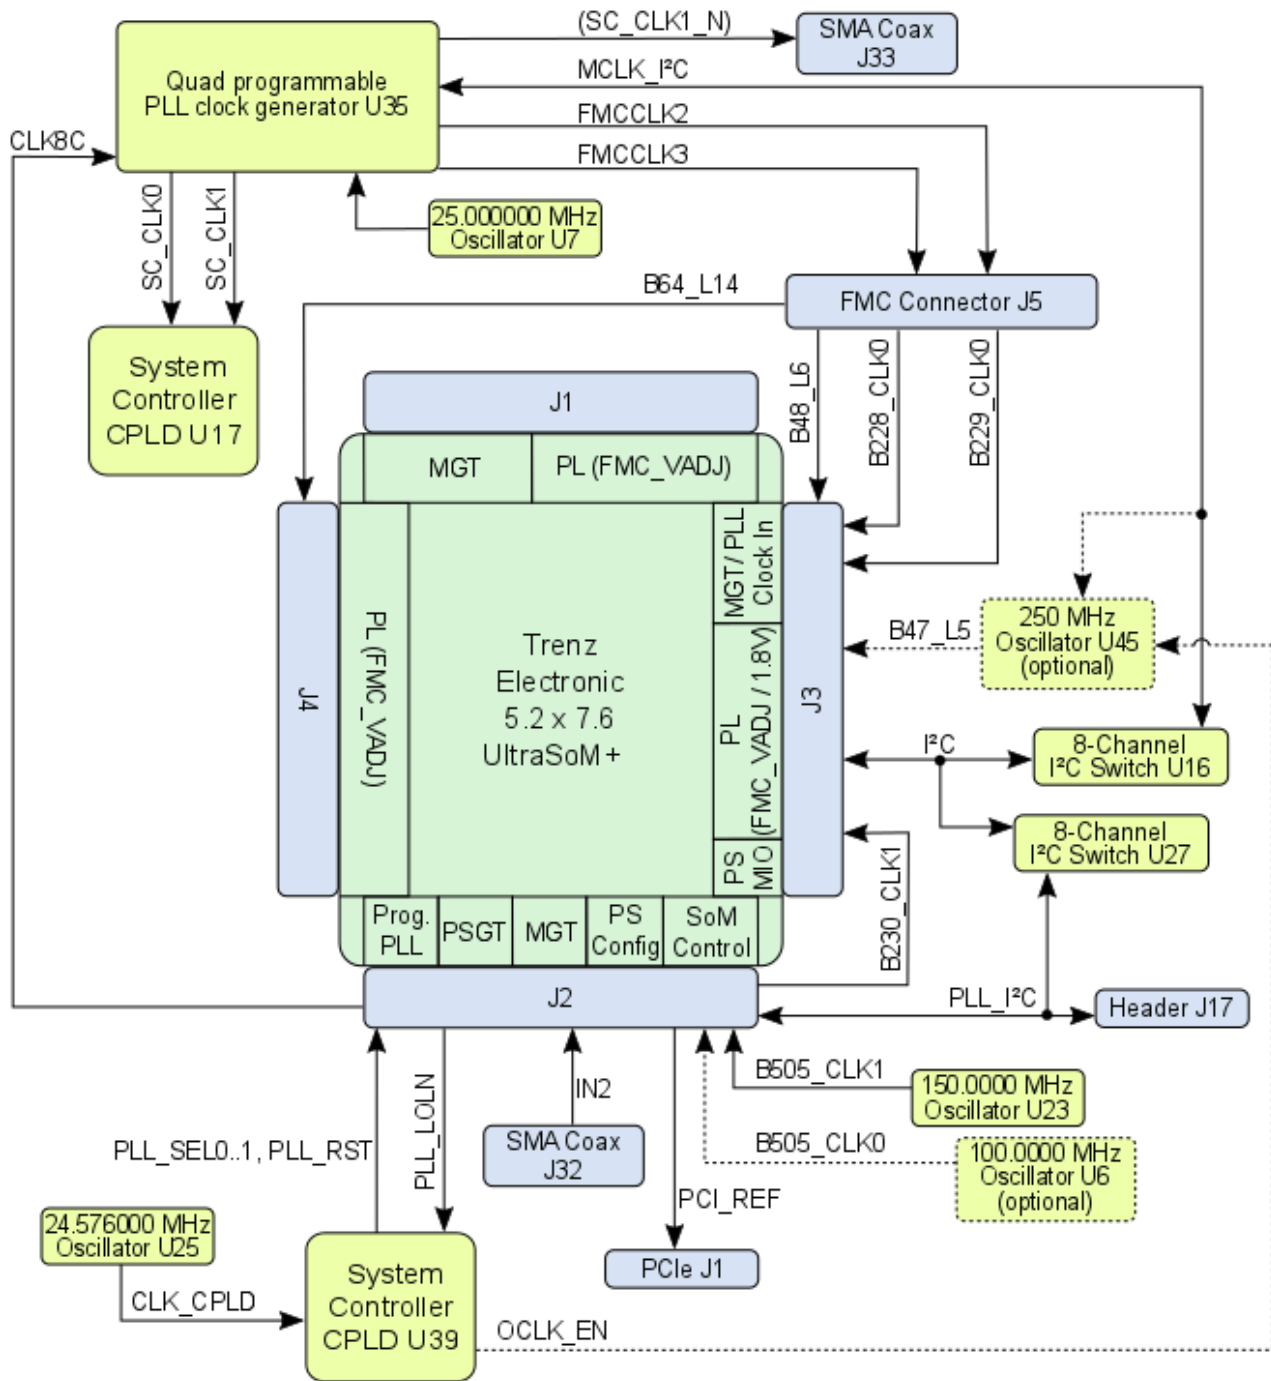 (SC_CLK1_N)
SMA Coax
J33
Quad programmable
PLL clock generator U35
MCLK_I²C
FMCCLK2
FMCCLK3
CLK8C
SC_CLK0
SC_CLK1
25.000000 MHz
Oscillator U7
B64_L14
FMC Connector J5
System
Controller
CPLD U17
B48_L6
B228_CLK0
B229_CLK0
J1
MGT
PL (FMC_VADJ)
J4
PL (FMC_VADJ)
Trenz
Electronic
5.2 x 7.6
UltraSoM+
MGT/ PLL
Clock In
PL
(FMC_VADJ / 1.8V)
PS
MIO
J3
B47_L5
250 MHz
Oscillator U45
(optional)
I²C
8-Channel
I²C Switch U16
8-Channel
I²C Switch U27
B230_CLK1
Prog.
PLL
PSGT
MGT
PS
Config
SoM
Control
J2
PLL_I²C
Header J17
B505_CLK1
150.0000 MHz
Oscillator U23
B505_CLK0
100.0000 MHz
Oscillator U6
(optional)
PLL_SEL0..1, PLL_RST
PLL_LOLN
IN2
SMA Coax
J32
PCI_REF
PCIe J1
24.576000 MHz
Oscillator U25
CLK_CPLD
System
Controller
CPLD U39
OCLK_EN